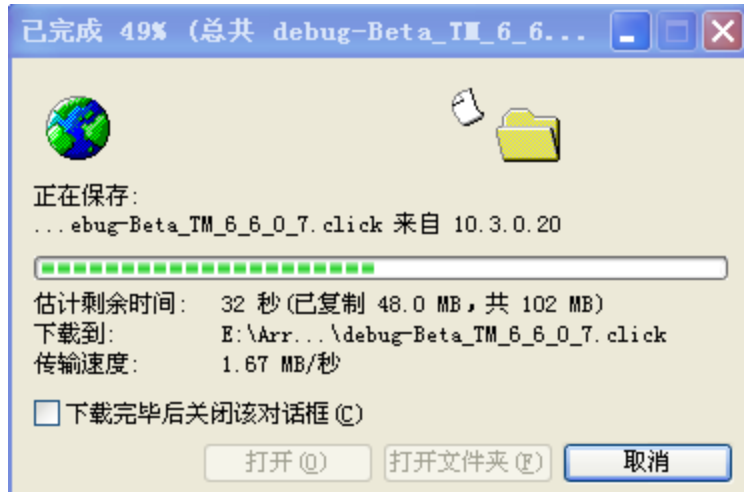 已完成 49% (总共 debug-Beta_TM_6_6...
正在保存:
...ebug-Beta_TM_6_6_0_7.click 来自 10.3.0.20
估计剩余时间: 32 秒(已复制 48.0 MB,共 102 MB)
下载到: E:\Arr...\debug-Beta_TM_6_6_0_7.click
传输速度: 1.67 MB/秒
下载完毕后关闭该对话框(C)
打开(O) 打开文件夹(F) 取消